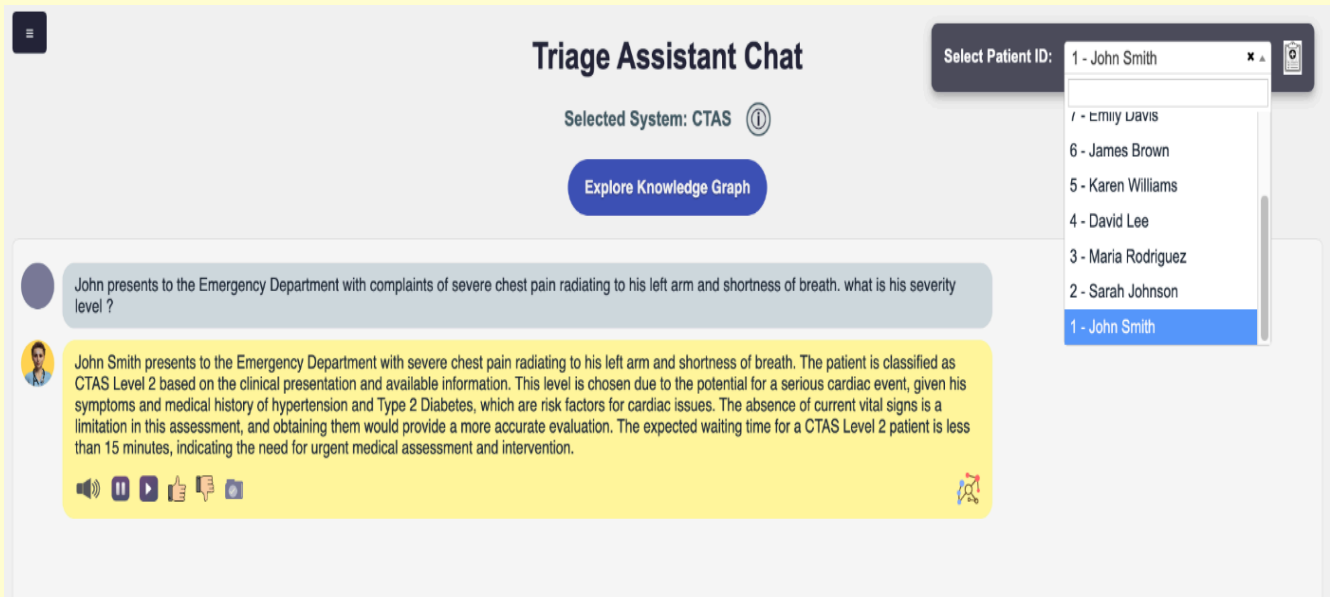 Triage Assistant Chat
Select Patient ID:
1 - John Smith
Selected System: CTAS
Explore Knowledge Graph
7 - Emily Davis
6 - James Brown
5 - Karen Williams
4 - David Lee
3 - Maria Rodriguez
2 - Sarah Johnson
1 - John Smith
John presents to the Emergency Department with complaints of severe chest pain radiating to his left arm and shortness of breath. what is his severity
level ?
John Smith presents to the Emergency Department with severe chest pain radiating to his left arm and shortness of breath. The patient is classified as
CTAS Level 2 based on the clinical presentation and available information. This level is chosen due to the potential for a serious cardiac event, given his
symptoms and medical history of hypertension and Type 2 Diabetes, which are risk factors for cardiac issues. The absence of current vital signs is a
limitation in this assessment, and obtaining them would provide a more accurate evaluation. The expected waiting time for a CTAS Level 2 patient is less
than 15 minutes, indicating the need for urgent medical assessment and intervention.